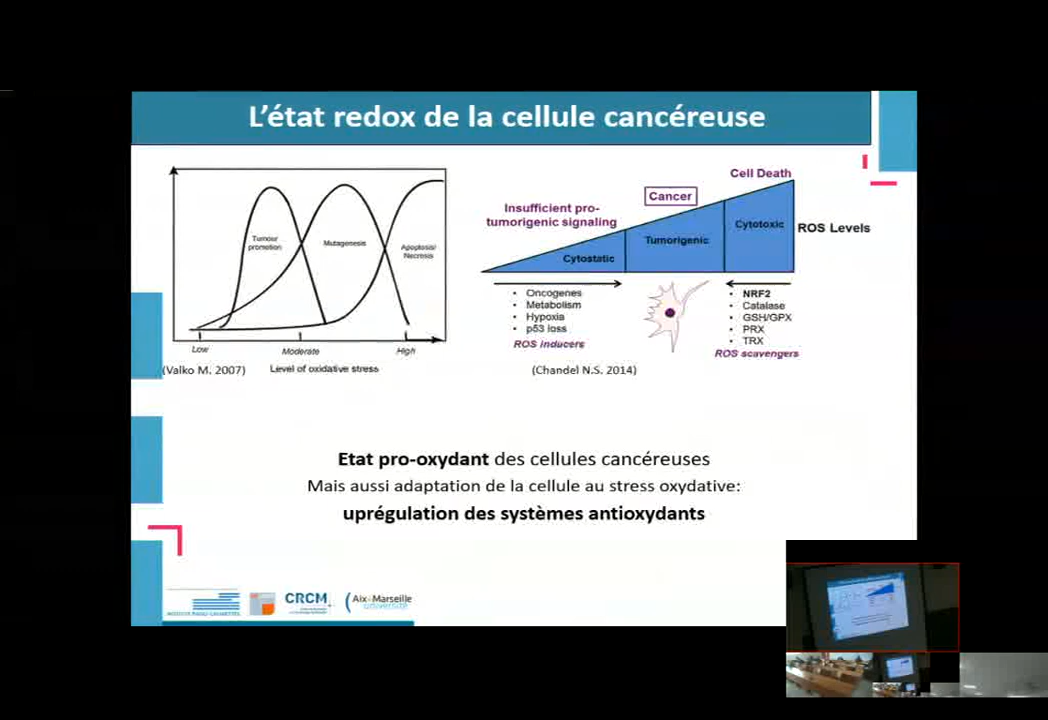 L'état redox de la cellule cancéreuse
Tumour
promotion
Mutagenesis
Apoptosis/
Necrosis
Low
Moderate
High
(Valko M. 2007)
Level of oxidative stress
Cell Death
Cancer
Insufficient pro-
tumorigenic signaling
Cytotoxic
ROS Levels
Tumorigenic
Cytostatic
• Oncogenes
• Metabolism
• Hypoxia
• p53 loss
ROS inducers
• NRF2
• Catalase
• GSH/GPX
• PRX
• TRX
ROS scavengers
(Chandel N.S. 2014)
Etat pro-oxydant des cellules cancéreuses
Mais aussi adaptation de la cellule au stress oxydative:
uprégulation des systèmes antioxydants
CRCM
Aix-Marseille
université